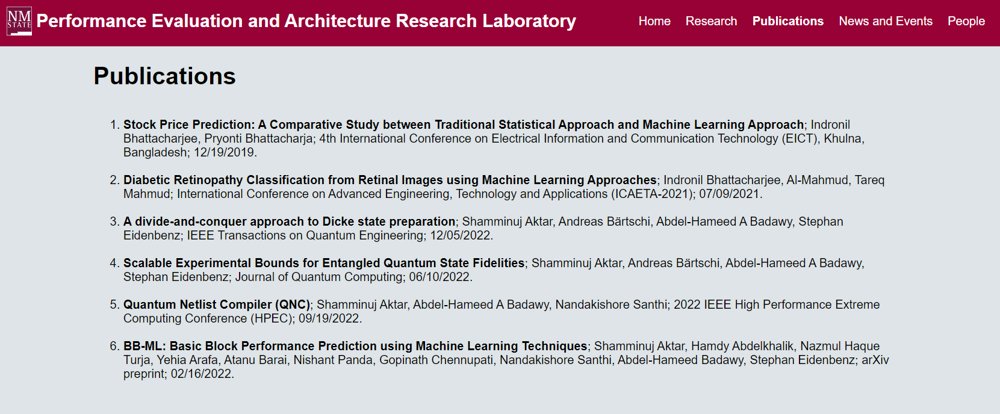 NM
STATE
Performance Evaluation and Architecture Research Laboratory
Home Research Publications News and Events People
Publications
1. Stock Price Prediction: A Comparative Study between Traditional Statistical Approach and Machine Learning Approach; Indronil
Bhattacharjee, Pryonti Bhattacharja; 4th International Conference on Electrical Information and Communication Technology (EICT), Khulna,
Bangladesh; 12/19/2019.
2. Diabetic Retinopathy Classification from Retinal Images using Machine Learning Approaches; Indronil Bhattacharjee, Al-Mahmud, Tareq
Mahmud; International Conference on Advanced Engineering, Technology and Applications (ICAETA-2021); 07/09/2021.
3. A divide-and-conquer approach to Dicke state preparation; Shamminuj Aktar, Andreas Bärtschi, Abdel-Hameed A Badawy, Stephan
Eidenbenz; IEEE Transactions on Quantum Engineering; 12/05/2022.
4. Scalable Experimental Bounds for Entangled Quantum State Fidelities; Shamminuj Aktar, Andreas Bärtschi, Abdel-Hameed A Badawy,
Stephan Eidenbenz; Journal of Quantum Computing; 06/10/2022.
5. Quantum Netlist Compiler (QNC); Shamminuj Aktar, Abdel-Hameed A Badawy, Nandakishore Santhi; 2022 IEEE High Performance Extreme
Computing Conference (HPEC); 09/19/2022.
6. BB-ML: Basic Block Performance Prediction using Machine Learning Techniques; Shamminuj Aktar, Hamdy Abdelkhalik, Nazmul Haque
Turja, Yehia Arafa, Atanu Barai, Nishant Panda, Gopinath Chennupati, Nandakishore Santhi, Abdel-Hameed Badawy, Stephan Eidenbenz; arXiv
preprint; 02/16/2022.